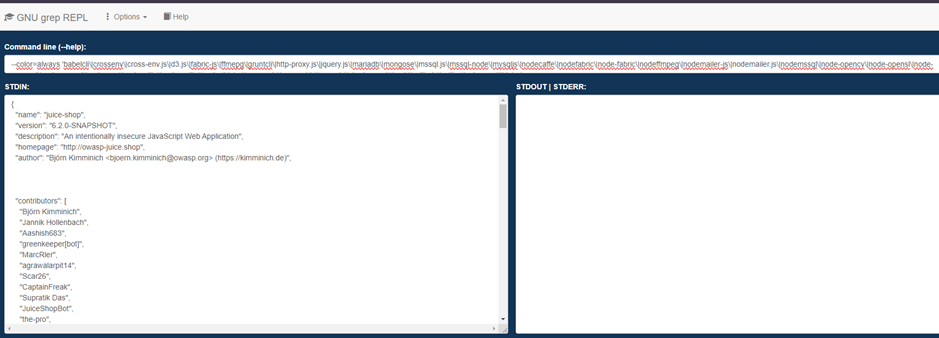 GNU grep REPL Options Help
Command line (--help):
--color=always 'babelcli\|crossenv\|cross-env.js\|d3.js\|fabric-js\|ffmepg\|gruntcli\|http-proxy.js\|jquery.js\|mariadb\|mongose\|mssql.js\|mssql-node\|mysqljs\|nodecaffe\|nodefabric\|node-fabric\|nodeffmpeg\|nodemailer-js\|nodemailer.js\|nodemssql\|node-opencv\|node-openssl\|node-
STDIN: STDOUT | STDERR:
{
"name": "juice-shop",
"version": "6.2.0-SNAPSHOT",
"description": "An intentionally insecure JavaScript Web Application",
"homepage": "http://owasp-juice.shop",
"author": "Björn Kimminich <bjoern.kimminich@owasp.org> (https://kimminich.de)",
"contributors": [
"Björn Kimminich",
"Jannik Hollenbach",
"Aashish683",
"greenkeeper[bot]",
"MarcRler",
"agrawalarpit14",
"Scar26",
"CaptainFreak",
"Supratik Das",
"JuiceShopBot",
"the-pro",